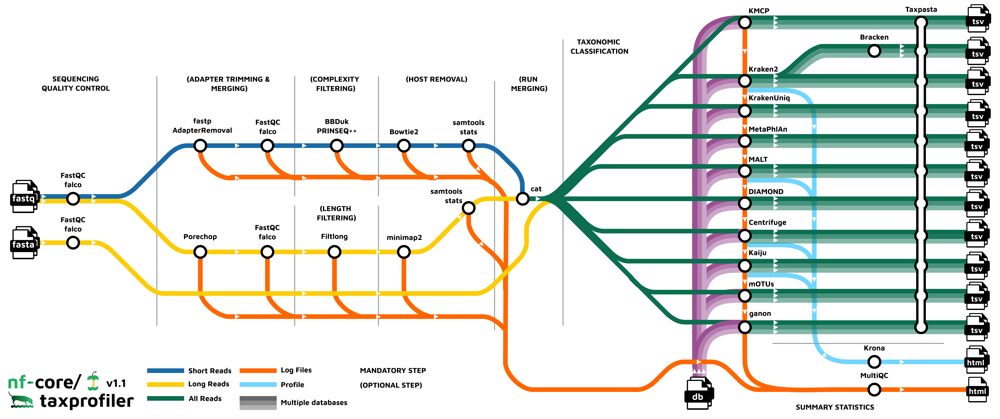 SEQUENCING
QUALITY CONTROL
(ADAPTER TRIMMING &
MERGING)
(COMPLEXITY
FILTERING)
(HOST REMOVAL)
(RUN
MERGING)
TAXONOMIC
CLASSIFICATION
fastq
FastQC
falco
fasta
FastQC
falco
fastp
AdapterRemoval
FastQC
falco
BBDuk
PRINSEQ++
Bowtie2
samtools
stats
Porechop
FastQC
falco
(LENGTH
FILTERING)
Filtlong
minimap2
samtools
stats
cat
KMCP
Kraken2
KrakenUniq
MetaPhlAn
MALT
DIAMOND
Centrifuge
Kaiju
mOTUs
ganon
Bracken
Taxpasta
tsv
tsv
tsv
tsv
tsv
tsv
tsv
tsv
tsv
tsv
tsv
Krona
html
MultiQC
html
SUMMARY STATISTICS
db
nf-core/
v1.1
taxprofiler
Short Reads
Long Reads
All Reads
Log Files
Profile
Multiple databases
MANDATORY STEP
(OPTIONAL STEP)